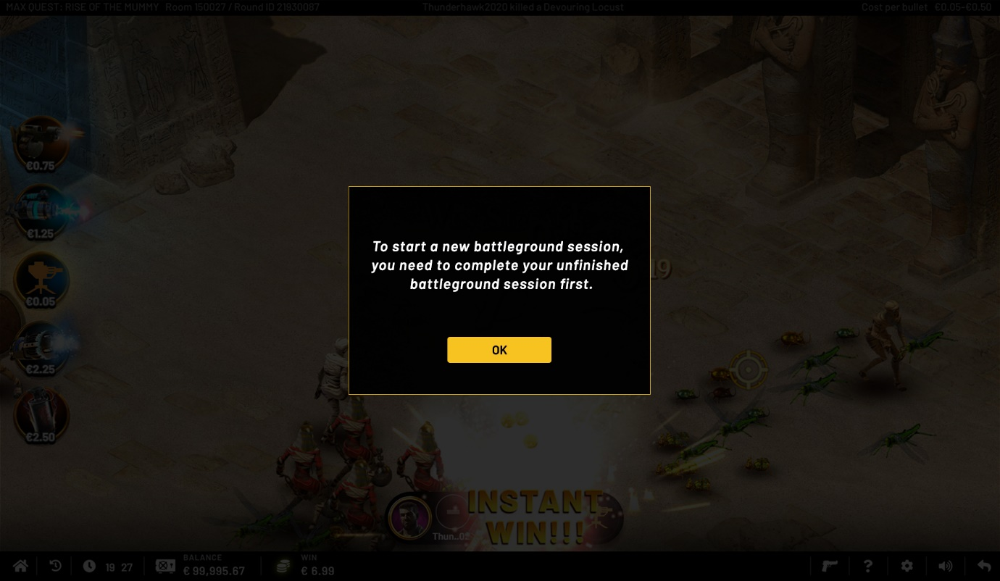 MAX QUEST: RISE OF THE MUMMY Room 150027 / Round ID 21930087
Thunderhawk2020 killed a Devouring Locust
Cost per bullet €0.05-€0.50
€0.75
€1.25
€0.05
€2.25
€2.50
To start a new battleground session,
you need to complete your unfinished
battleground session first.
19
OK
INSTANT
WIN!!!
19 27
BALANCE
€ 99,995.67
WIN
€ 6.99
?